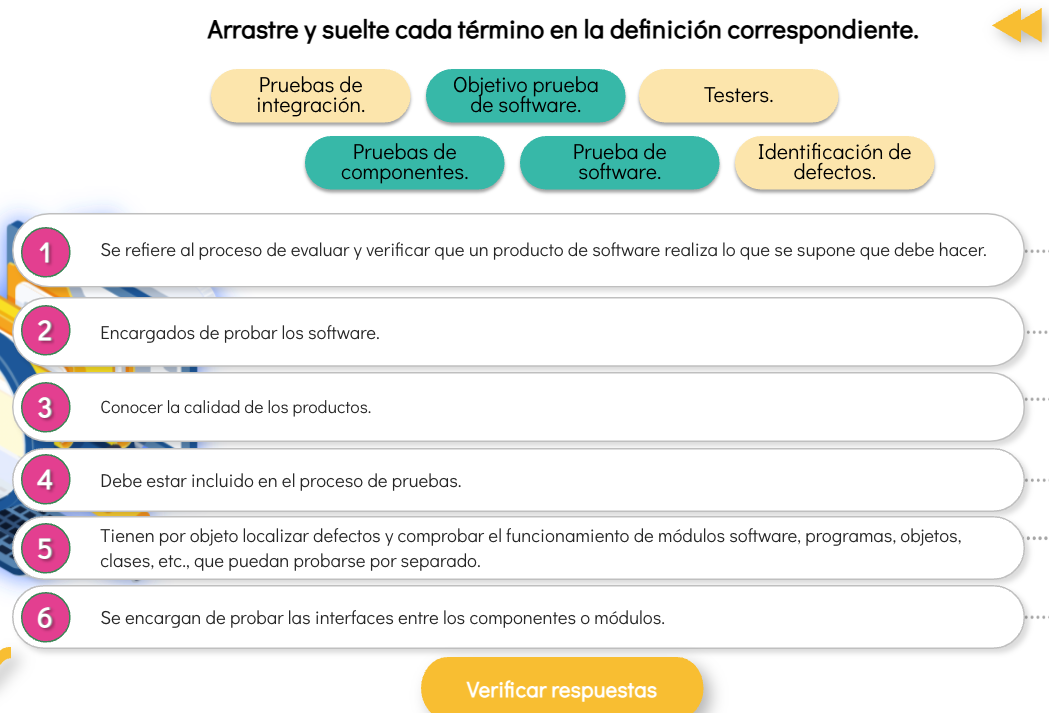 Arrastre y suelte cada término en la definición correspondiente.
Pruebas de
integración.
Objetivo prueba
de software.
Testers.
Pruebas de
componentes.
Prueba de
software.
Identificación de
defectos.
1
Se refiere al proceso de evaluar y verificar que un producto de software realiza lo que se supone que debe hacer.
2
Encargados de probar los software.
3
Conocer la calidad de los productos.
4
Debe estar incluido en el proceso de pruebas.
5
Tienen por objeto localizar defectos y comprobar el funcionamiento de módulos software, programas, objetos,
clases, etc., que puedan probarse por separado.
6
Se encargan de probar las interfaces entre los componentes o módulos.
Verificar respuestas